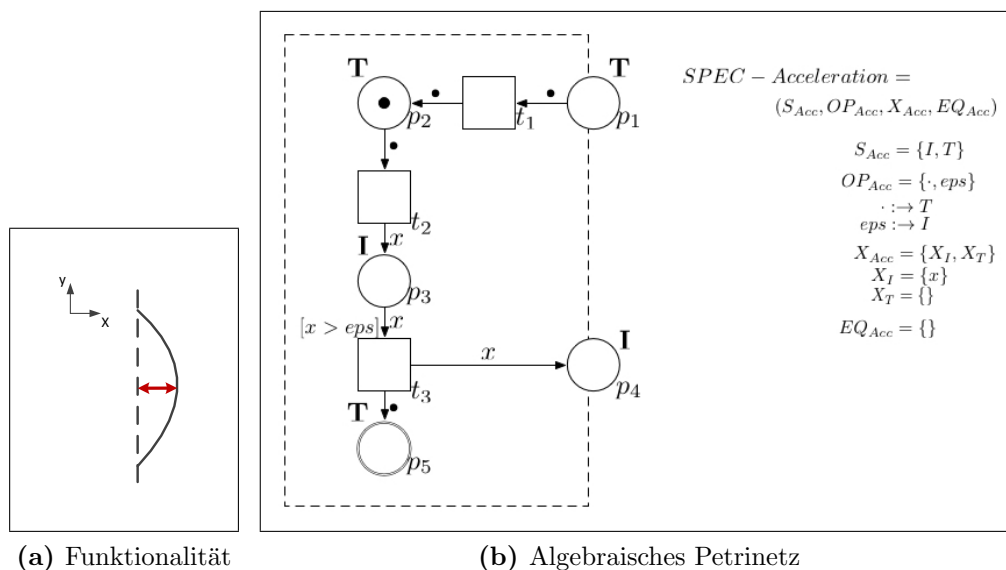 y
x
(a) Funktionalität
T
p2
t1
T
p1
t2
x
I
p3
[x > eps]
x
t3
x
I
p4
T
p5
SPEC − Acceleration =
(S_Acc, OP_Acc, X_Acc, EQ_Acc)
S_Acc = {I, T}
OP_Acc = {·, eps}
· :→ T
eps :→ I
X_Acc = {X_I, X_T}
X_I = {x}
X_T = {}
EQ_Acc = {}
(b) Algebraisches Petrinetz